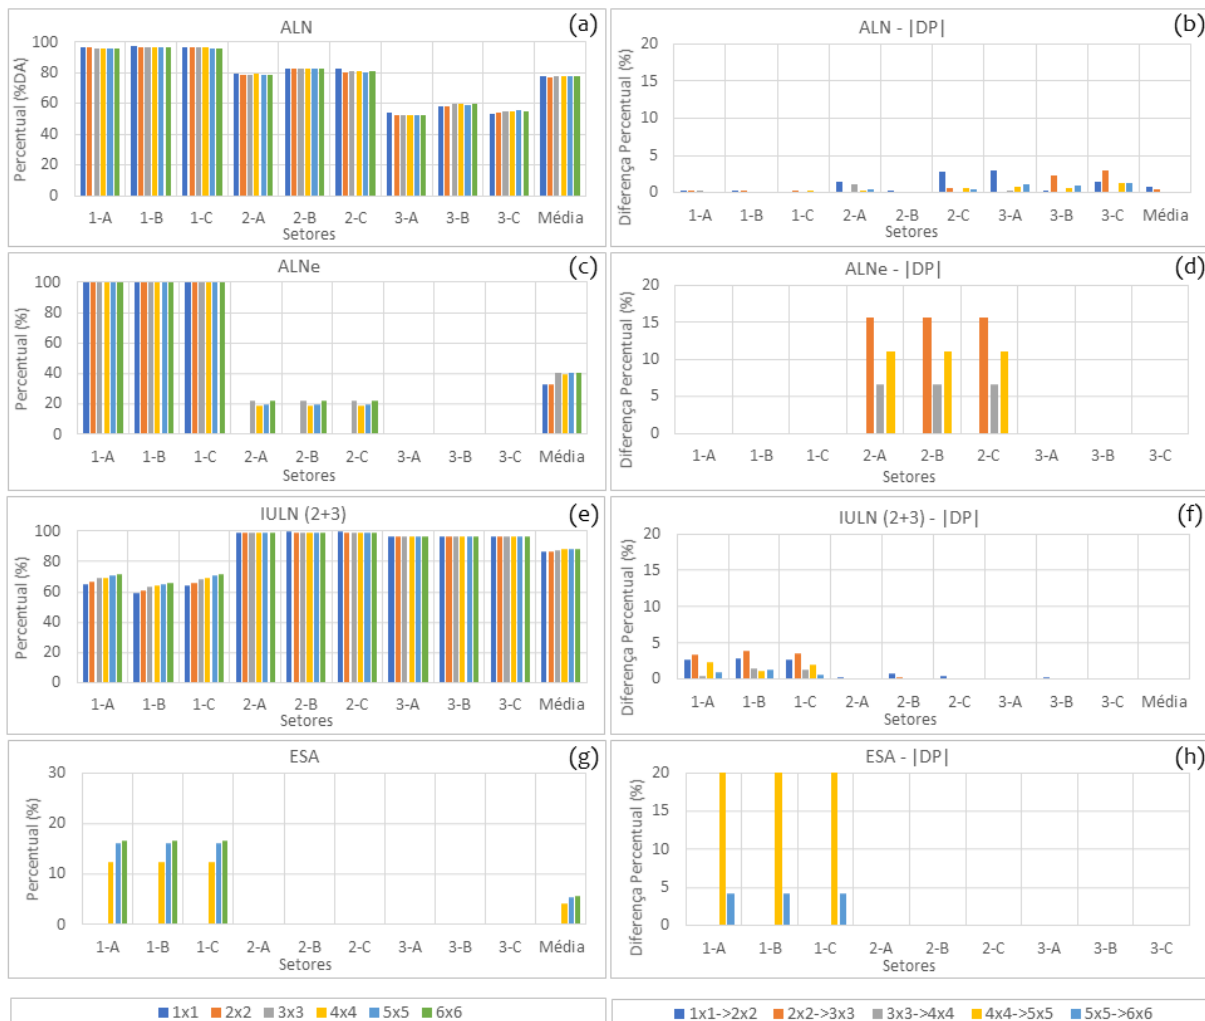 ALN (a)
Percentual (%DA)
100
80
60
40
20
0
1-A 1-B 1-C 2-A 2-B 2-C 3-A 3-B 3-C Média
Setores
ALN - |DP| (b)
Diferença Percentual (%)
20
15
10
5
0
1-A 1-B 1-C 2-A 2-B 2-C 3-A 3-B 3-C Média
Setores
ALNe (c)
Percentual (%)
100
80
60
40
20
0
1-A 1-B 1-C 2-A 2-B 2-C 3-A 3-B 3-C Média
Setores
ALNe - |DP| (d)
Diferença Percentual (%)
20
15
10
5
0
1-A 1-B 1-C 2-A 2-B 2-C 3-A 3-B 3-C
Setores
IULN (2+3) (e)
Percentual (%)
100
80
60
40
20
0
1-A 1-B 1-C 2-A 2-B 2-C 3-A 3-B 3-C Média
Setores
IULN (2+3) - |DP| (f)
Diferença Percentual (%)
20
15
10
5
0
1-A 1-B 1-C 2-A 2-B 2-C 3-A 3-B 3-C Média
Setores
ESA (g)
Percentual (%)
30
20
10
0
1-A 1-B 1-C 2-A 2-B 2-C 3-A 3-B 3-C Média
Setores
ESA - |DP| (h)
Diferença Percentual (%)
20
15
10
5
0
1-A 1-B 1-C 2-A 2-B 2-C 3-A 3-B 3-C
Setores
1x1 2x2 3x3 4x4 5x5 6x6
1x1->2x2 2x2->3x3 3x3->4x4 4x4->5x5 5x5->6x6